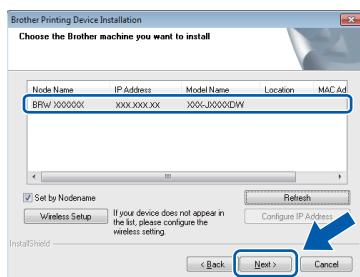 Brother Printing Device Installation
Choose the Brother machine you want to install
Node Name IP Address Model Name Location MAC Ad
BRW XXXXXX XXX.XXX.XX XXX-JXXXXDW
Set by Nodename
Refresh
Wireless Setup
If your device does not appear in
the list, please configure the
wireless setting.
Configure IP Address
InstallShield
< Back
Next >
Cancel